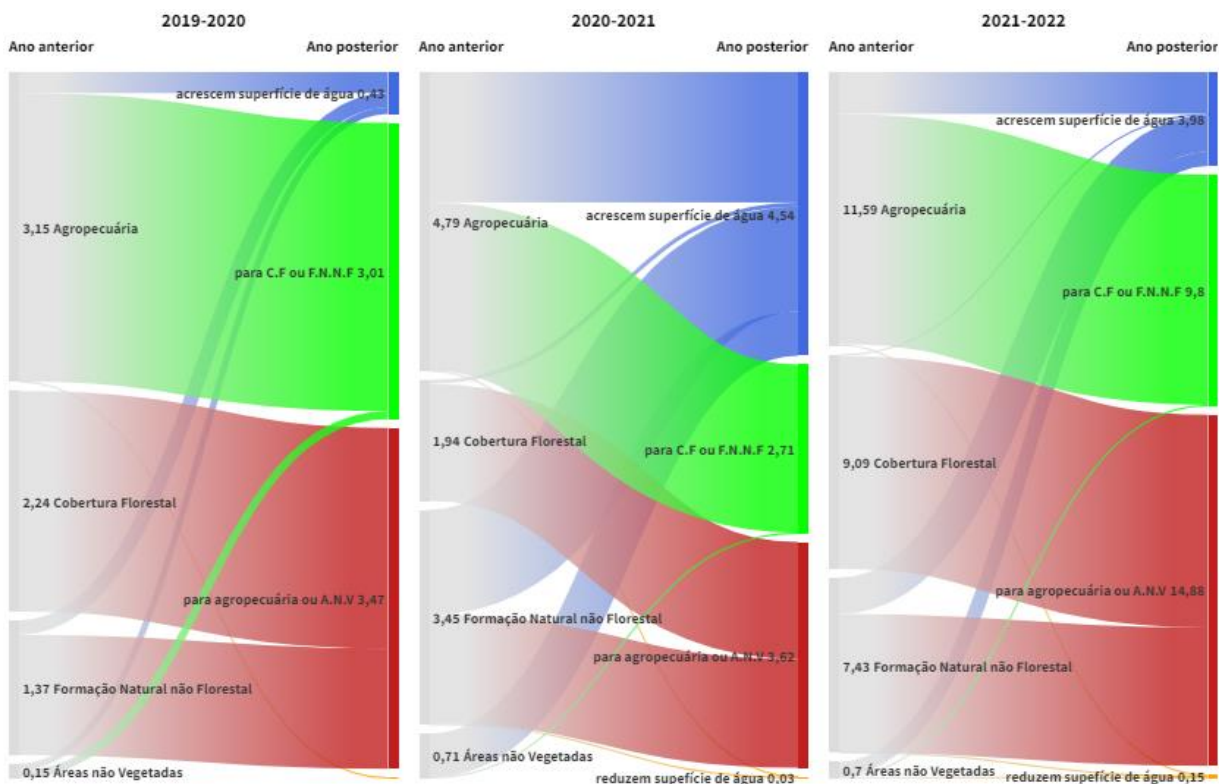 2019-2020
Ano anterior
Ano posterior
acrescem superfície de água 0,43
3,15 Agropecuária
para C.F ou F.N.N.F 3,01
2,24 Cobertura Florestal
para agropecuária ou A.N.V 3,47
1,37 Formação Natural não Florestal
0,15 Áreas não Vegetadas
2020-2021
Ano anterior
Ano posterior
acrescem superfície de água 4,54
4,79 Agropecuária
para C.F ou F.N.N.F 2,71
1,94 Cobertura Florestal
3,45 Formação Natural não Florestal
para agropecuária ou A.N.V 3,62
0,71 Áreas não Vegetadas
reduzem supefície de água 0,03
2021-2022
Ano anterior
Ano posterior
acrescem superfície de água 3,98
11,59 Agropecuária
para C.F ou F.N.N.F 9,8
9,09 Cobertura Florestal
para agropecuária ou A.N.V 14,88
7,43 Formação Natural não Florestal
0,7 Áreas não Vegetadas
reduzem supefície de água 0,15